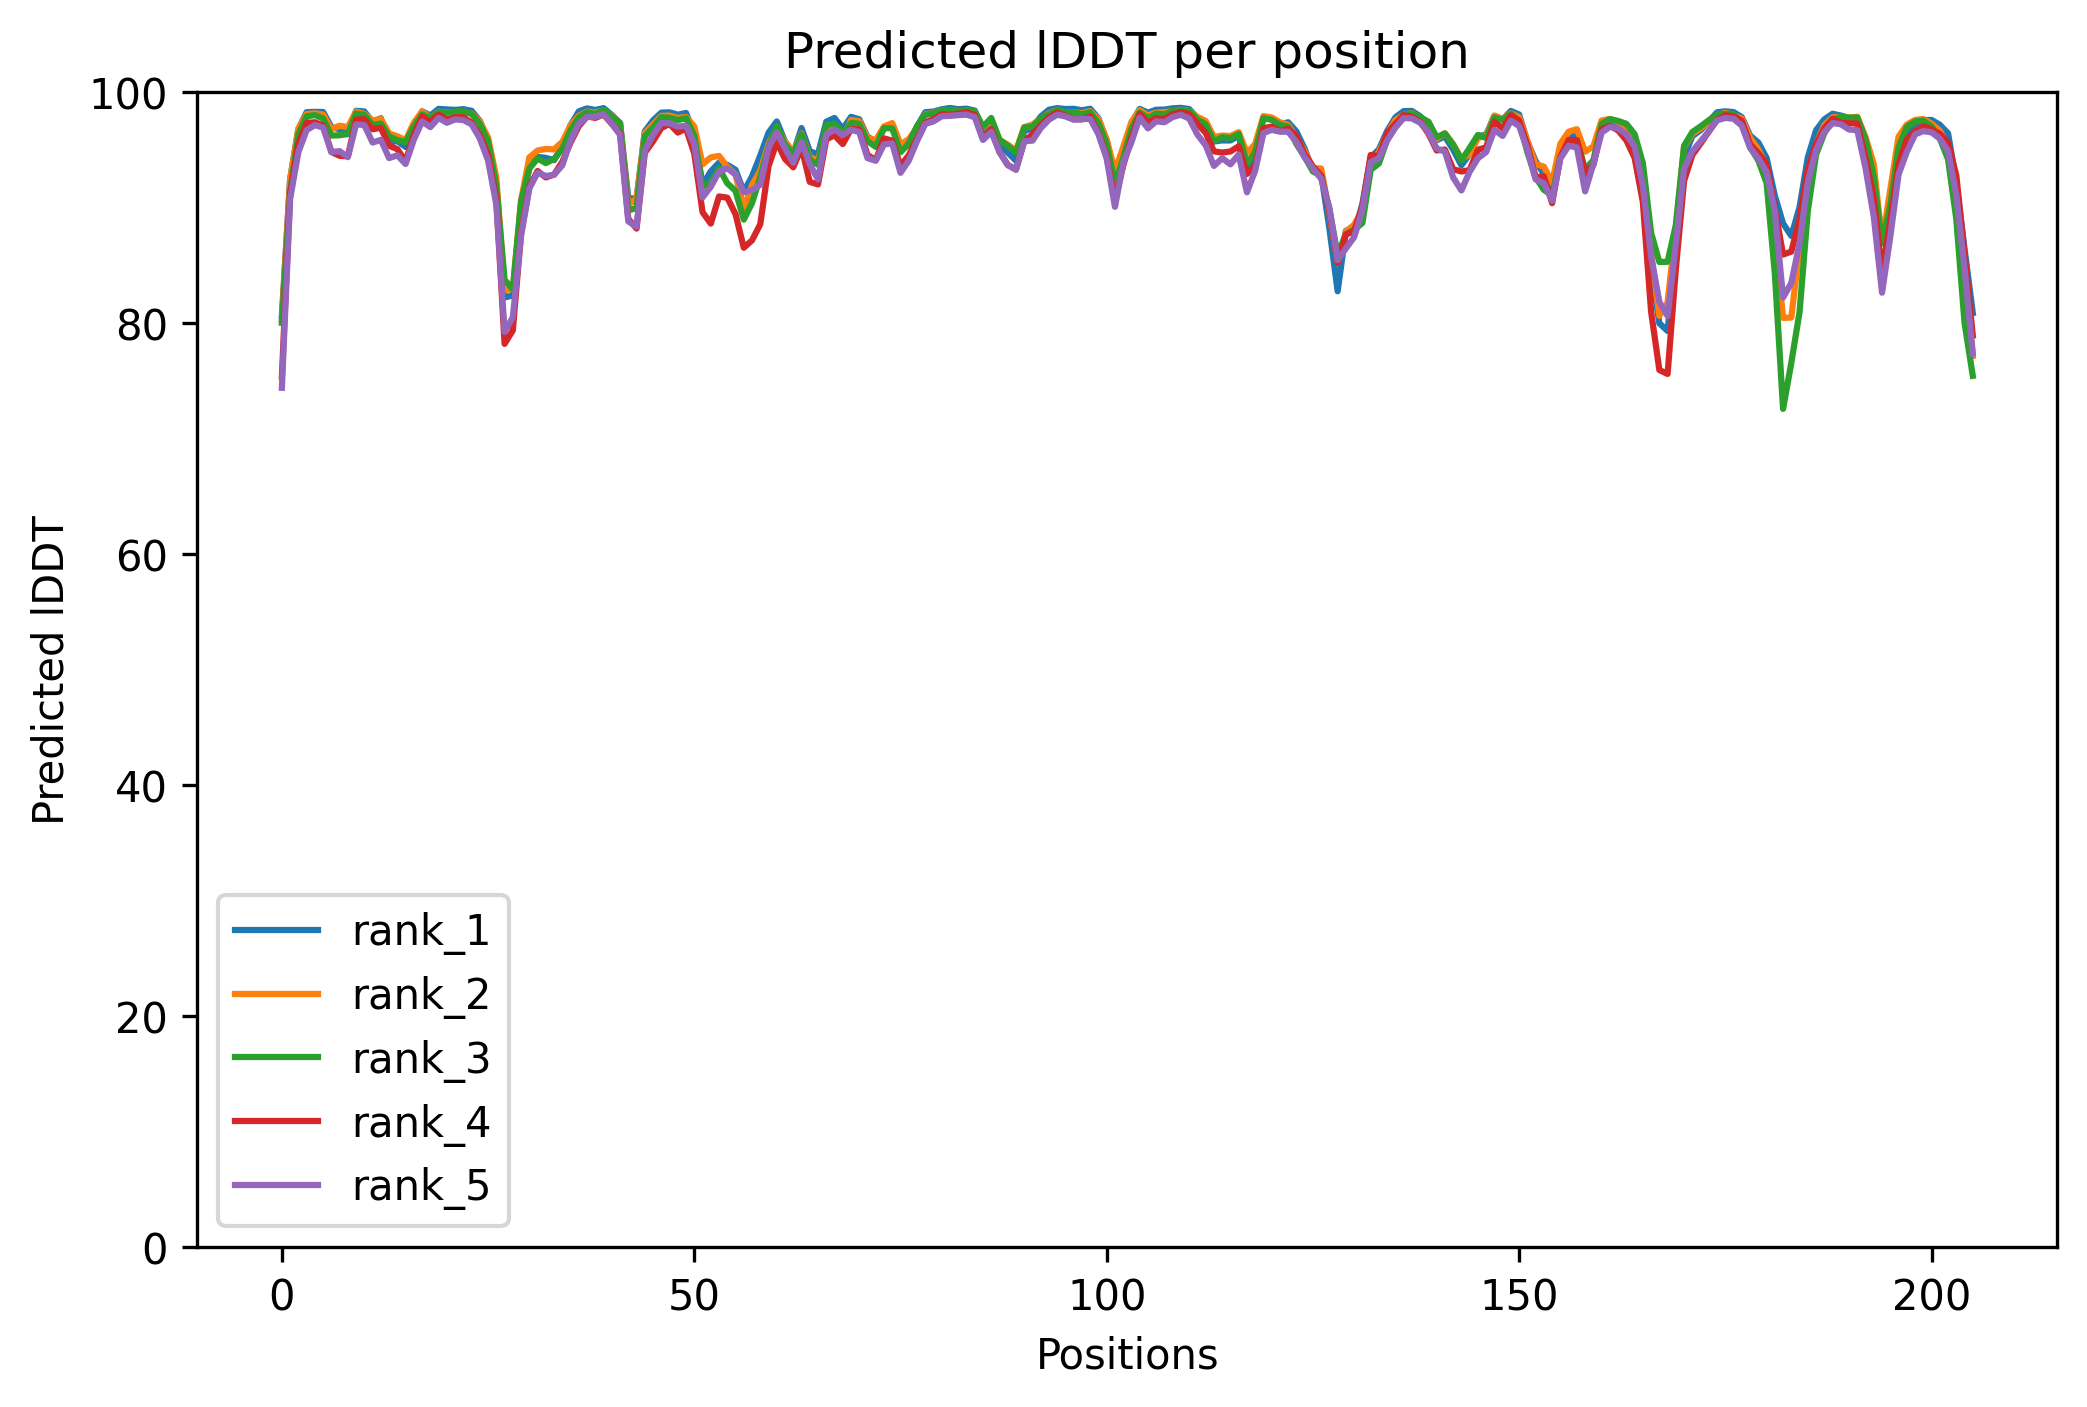 Predicted lDDT per position
100
80
60
40
20
0
Predicted lDDT
rank_1
rank_2
rank_3
rank_4
rank_5
0 50 100 150 200
Positions